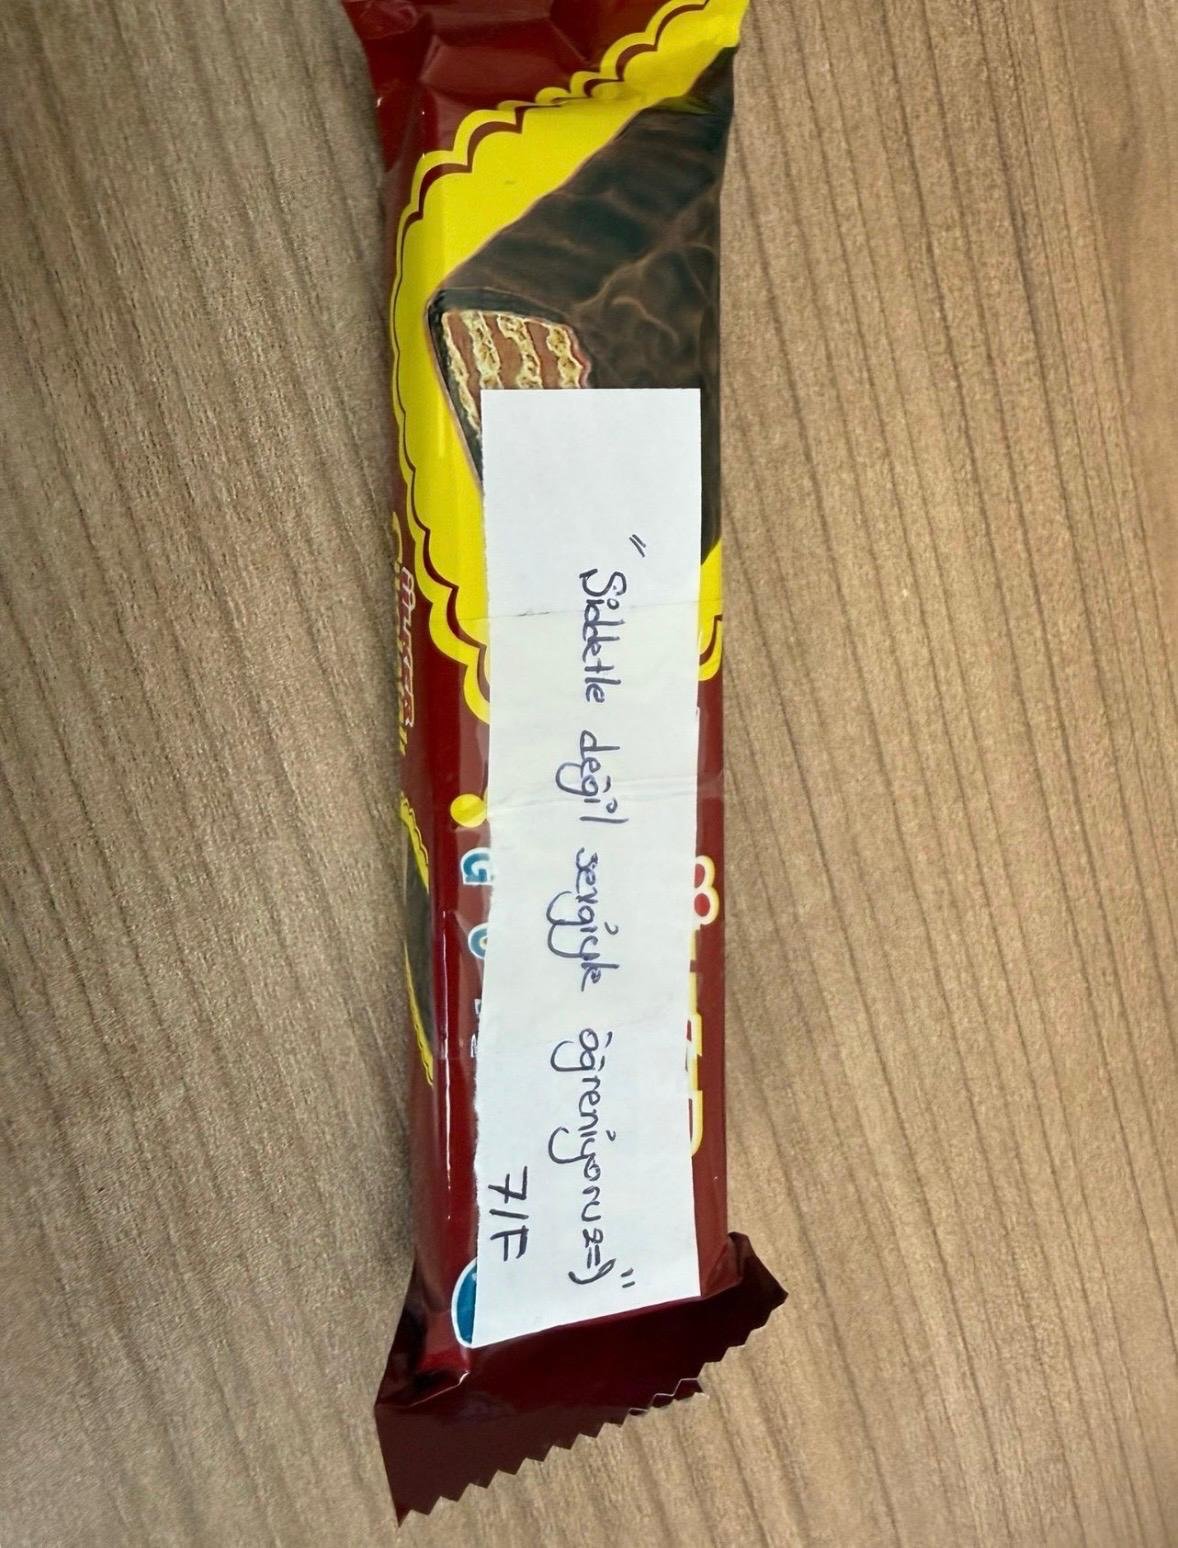 "Şiddetle değil sevgiyle öğreniyoruz=)"
7/F